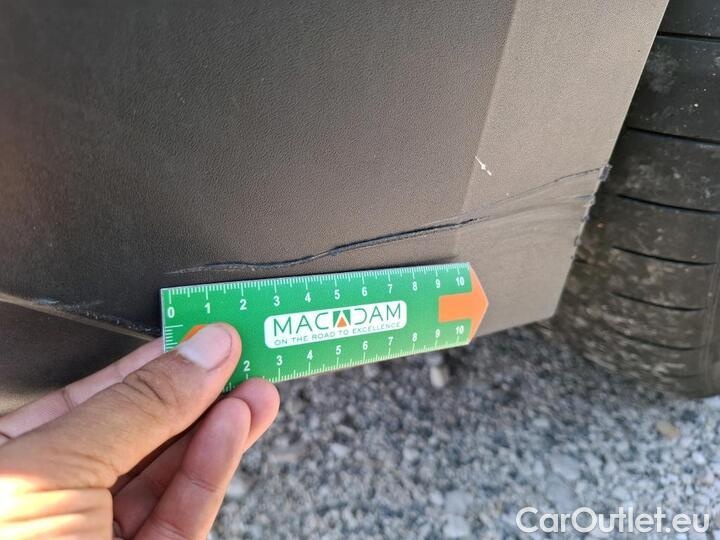 0 1 2 3 4 5 6 7 8 9 10
MACADAM
ON THE ROAD TO EXCELLENCE
2 3 4 5 6 7 8 9 10
CarOutlet.eu